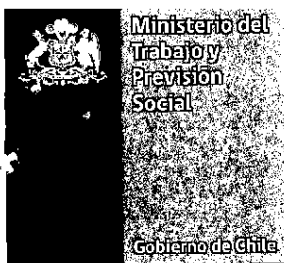 Ministerio del
Trabajo y
Previsión
Social
Gobierno de Chile